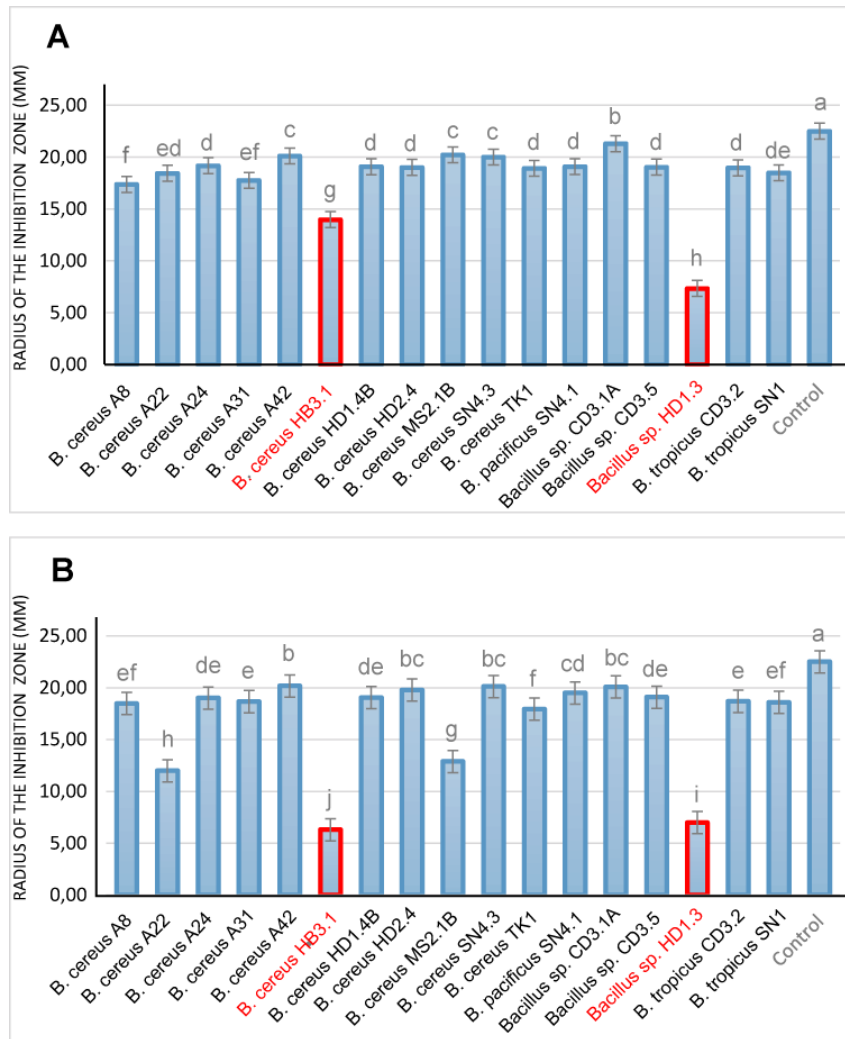 A
RADIUS OF THE INHIBITION ZONE (MM)
25,00
20,00
15,00
10,00
5,00
0,00
f
ed
d
ef
c
g
d
d
c
c
d
d
b
d
h
d
de
a
B. cereus A8
B. cereus A22
B. cereus A24
B. cereus A31
B. cereus A42
B, cereus HB3.1
B. cereus HD1.4B
B. cereus HD2.4
B. cereus MS2.1B
B. cereus SN4.3
B. cereus TK1
B. pacificus SN4.1
Bacillus sp. CD3.1A
Bacillus sp. CD3.5
Bacillus sp. HD1.3
B. tropicus CD3.2
B. tropicus SN1
Control
B
RADIUS OF THE INHIBITION ZONE (MM)
25,00
20,00
15,00
10,00
5,00
0,00
ef
h
de
e
b
j
de
bc
g
bc
f
cd
bc
de
i
e
ef
a
B. cereus A8
B. cereus A22
B. cereus A24
B. cereus A31
B. cereus A42
B. cereus HB3.1
B. cereus HD1.4B
B. cereus HD2.4
B. cereus MS2.1B
B. cereus SN4.3
B. cereus TK1
B. pacificus SN4.1
Bacillus sp. CD3.1A
Bacillus sp. CD3.5
Bacillus sp. HD1.3
B. tropicus CD3.2
B. tropicus SN1
Control